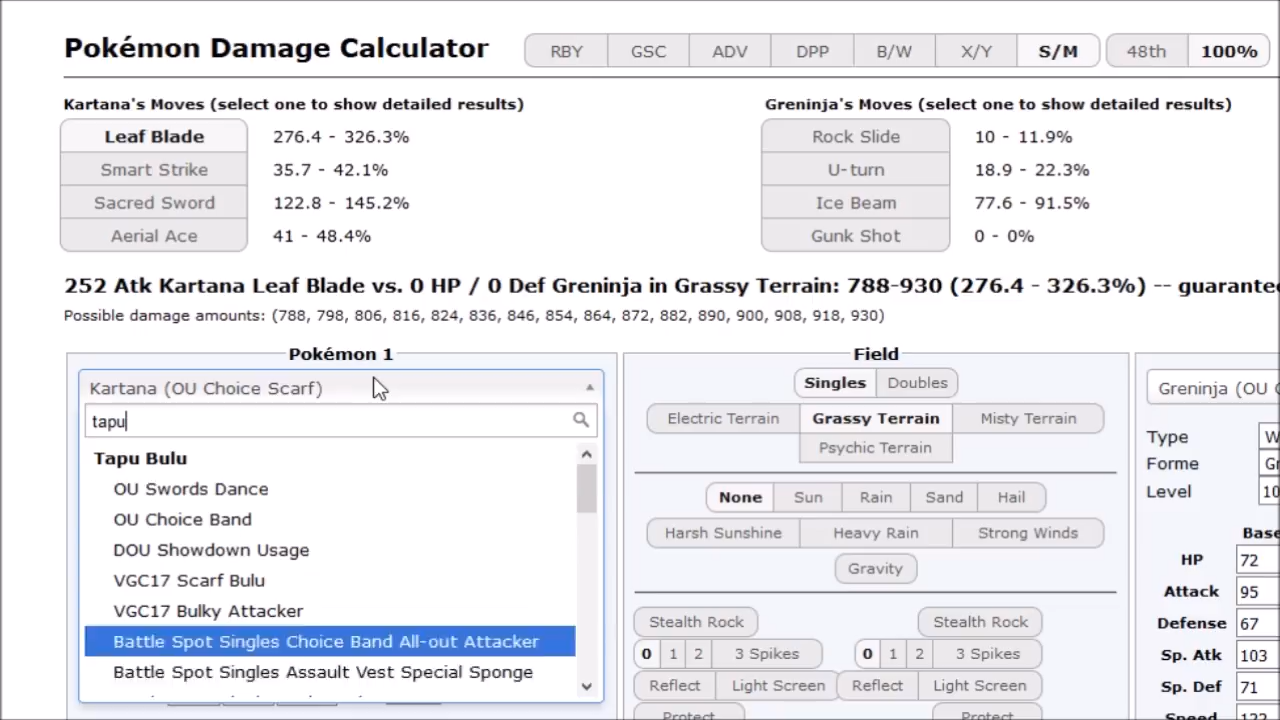 Pokémon Damage Calculator
RBY GSC ADV DPP B/W X/Y S/M 48th 100%
Kartana's Moves (select one to show detailed results)
Leaf Blade 276.4 - 326.3%
Smart Strike 35.7 - 42.1%
Sacred Sword 122.8 - 145.2%
Aerial Ace 41 - 48.4%
Greninja's Moves (select one to show detailed results)
Rock Slide 10 - 11.9%
U-turn 18.9 - 22.3%
Ice Beam 77.6 - 91.5%
Gunk Shot 0 - 0%
252 Atk Kartana Leaf Blade vs. 0 HP / 0 Def Greninja in Grassy Terrain: 788-930 (276.4 - 326.3%) -- guarantee
Possible damage amounts: (788, 798, 806, 816, 824, 836, 846, 854, 864, 872, 882, 890, 900, 908, 918, 930)
Pokémon 1
Kartana (OU Choice Scarf)
tapu
Tapu Bulu
OU Swords Dance
OU Choice Band
DOU Showdown Usage
VGC17 Scarf Bulu
VGC17 Bulky Attacker
Battle Spot Singles Choice Band All-out Attacker
Battle Spot Singles Assault Vest Special Sponge
Field
Singles Doubles
Electric Terrain Grassy Terrain Misty Terrain
Psychic Terrain
None Sun Rain Sand Hail
Harsh Sunshine Heavy Rain Strong Winds
Gravity
Stealth Rock Stealth Rock
0 1 2 3 Spikes 0 1 2 3 Spikes
Reflect Light Screen Reflect Light Screen
Protect Protect
Greninja (OU C
Type W
Forme Gr
Level 10
Base
HP 72
Attack 95
Defense 67
Sp. Atk 103
Sp. Def 71
Speed 122